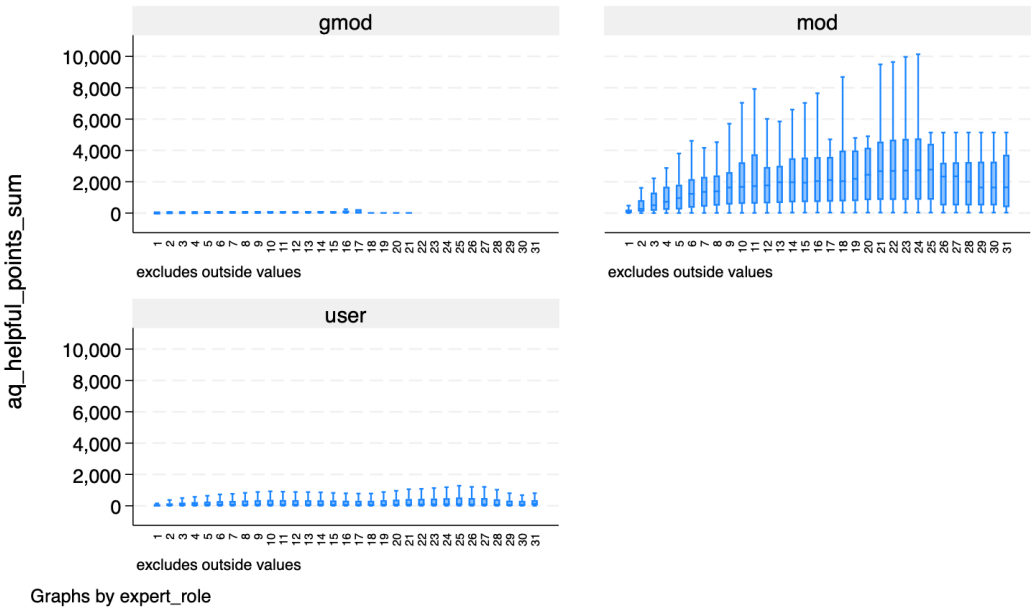 aq_helpful_points_sum
gmod
10,000
8,000
6,000
4,000
2,000
0
1 2 3 4 5 6 7 8 9 10 11 12 13 14 15 16 17 18 19 20 21 22 23 24 25 26 27 28 29 30 31
excludes outside values
mod
1 2 3 4 5 6 7 8 9 10 11 12 13 14 15 16 17 18 19 20 21 22 23 24 25 26 27 28 29 30 31
excludes outside values
user
10,000
8,000
6,000
4,000
2,000
0
1 2 3 4 5 6 7 8 9 10 11 12 13 14 15 16 17 18 19 20 21 22 23 24 25 26 27 28 29 30 31
excludes outside values
Graphs by expert_role